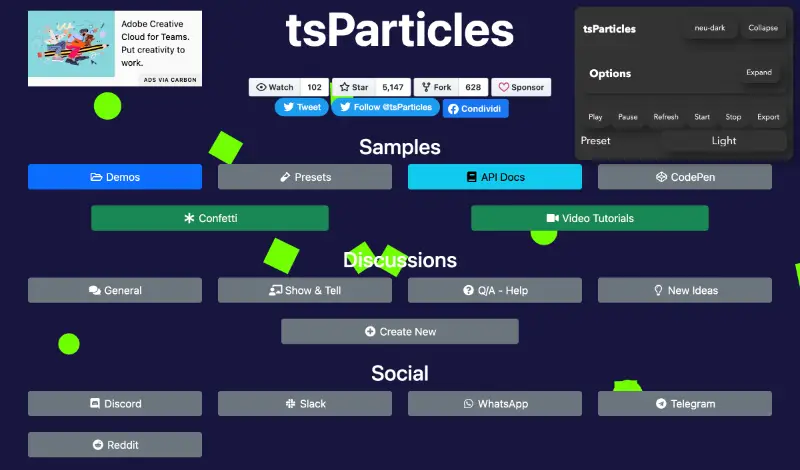 Adobe Creative
Cloud for Teams.
Put creativity to
work.
ADS VIA CARBON
tsParticles
Watch 102 Star 5,147 Fork 628 Sponsor
Tweet Follow @tsParticles Condividi
tsParticles neu-dark Collapse
Options Expand
Play Pause Refresh Start Stop Export
Preset Light
Samples
Demos Presets API Docs CodePen
Confetti Video Tutorials
Discussions
General Show & Tell Q/A - Help New Ideas
Create New
Social
Discord Slack WhatsApp Telegram
Reddit